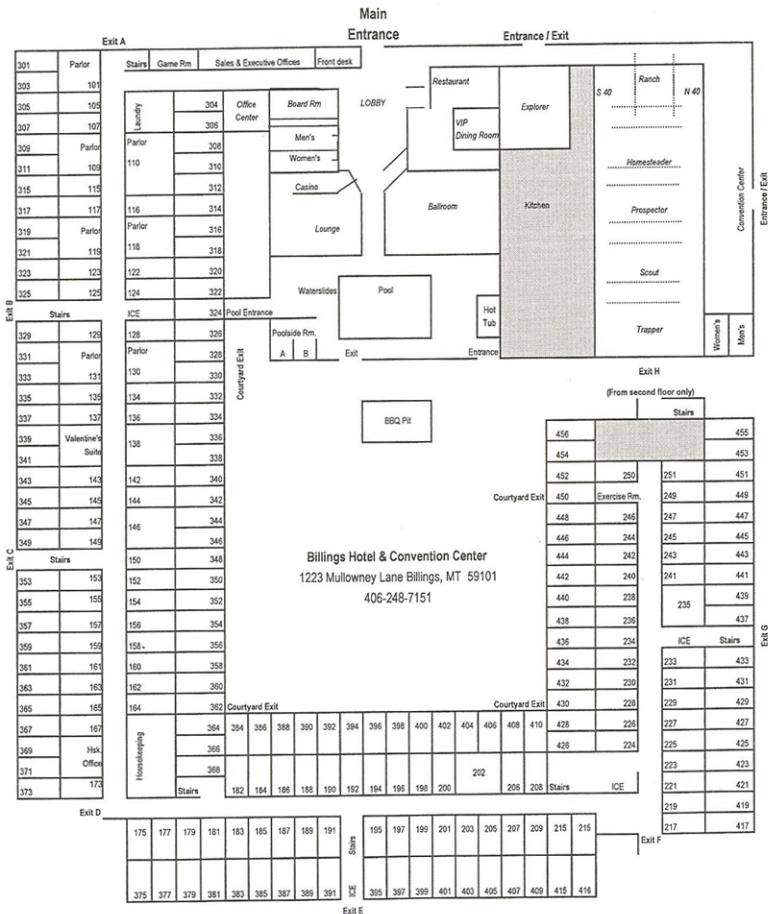 Main
Entrance
Entrance / Exit
Exit A
301 Parlor
303 101
305 105
307 107
309 Parlor
311 109
315 115
317 117
319 Parlor
321 119
323 123
325 125
Exit B
Stairs
329 129
331 Parlor
333 131
335 135
337 137
339 Valentine's
341 Suite
343 143
345 145
347 147
349 149
Exit C
Stairs
353 153
355 155
357 157
359 159
361 161
363 163
365 165
367 167
369 Hsk.
371 Office
373 173
Exit D
Stairs Game Rm Sales & Executive Offices Front desk
Laundry
304
306
Parlor 308
110 310
312
116 314
Parlor 316
118 318
122 320
124 322
ICE 324 Pool Entrance
128 326
Parlor 328
130 330
134 332
136 334
138
336
338
142 340
144 342
146
344
346
150 348
152 350
154 352
156 354
158 356
160 358
162 360
164 362 Courtyard Exit
Housekeeping
364
366
368
Stairs
Office
Center
Board Rm
LOBBY
Men's
Women's
Casino
Lounge
Restaurant
VIP
Dining Room
Explorer
Ballroom
Kitchen
S 40 Ranch N 40
Homesteader
Prospector
Scout
Trapper
Convention Center
Entrance / Exit
Women's
Men's
Waterslides
Pool
Hot
Tub
Poolside Rm.
A B
Exit
Entrance
Courtyard Exit
BBQ Pit
Exit H
(From second floor only)
Stairs
Billings Hotel & Convention Center
1223 Mullowney Lane Billings, MT 59101
406-248-7151
456 455
454 453
452 250 251 451
Courtyard Exit 450 Exercise Rm. 249 449
448 246 247 447
446 244 245 445
444 242 243 443
442 240 241 441
440 238 439
235
438 236 437
436 234 ICE Stairs
Exit G
434 232 233 433
432 230 231 431
Courtyard Exit 430 228 229 429
428 226 227 427
426 224 225 425
223 423
221 421
219 419
217 417
384 386 388 390 392 394 396 398 400 402 404 406 408 410
202
182 184 186 188 190 192 194 196 198 200 206 208 Stairs ICE
175 177 179 181 183 185 187 189 191 Stairs 195 197 199 201 203 205 207 209 215 215
Exit F
375 377 379 381 383 385 387 389 391 ICE 395 397 399 401 403 405 407 409 415 416
Exit E